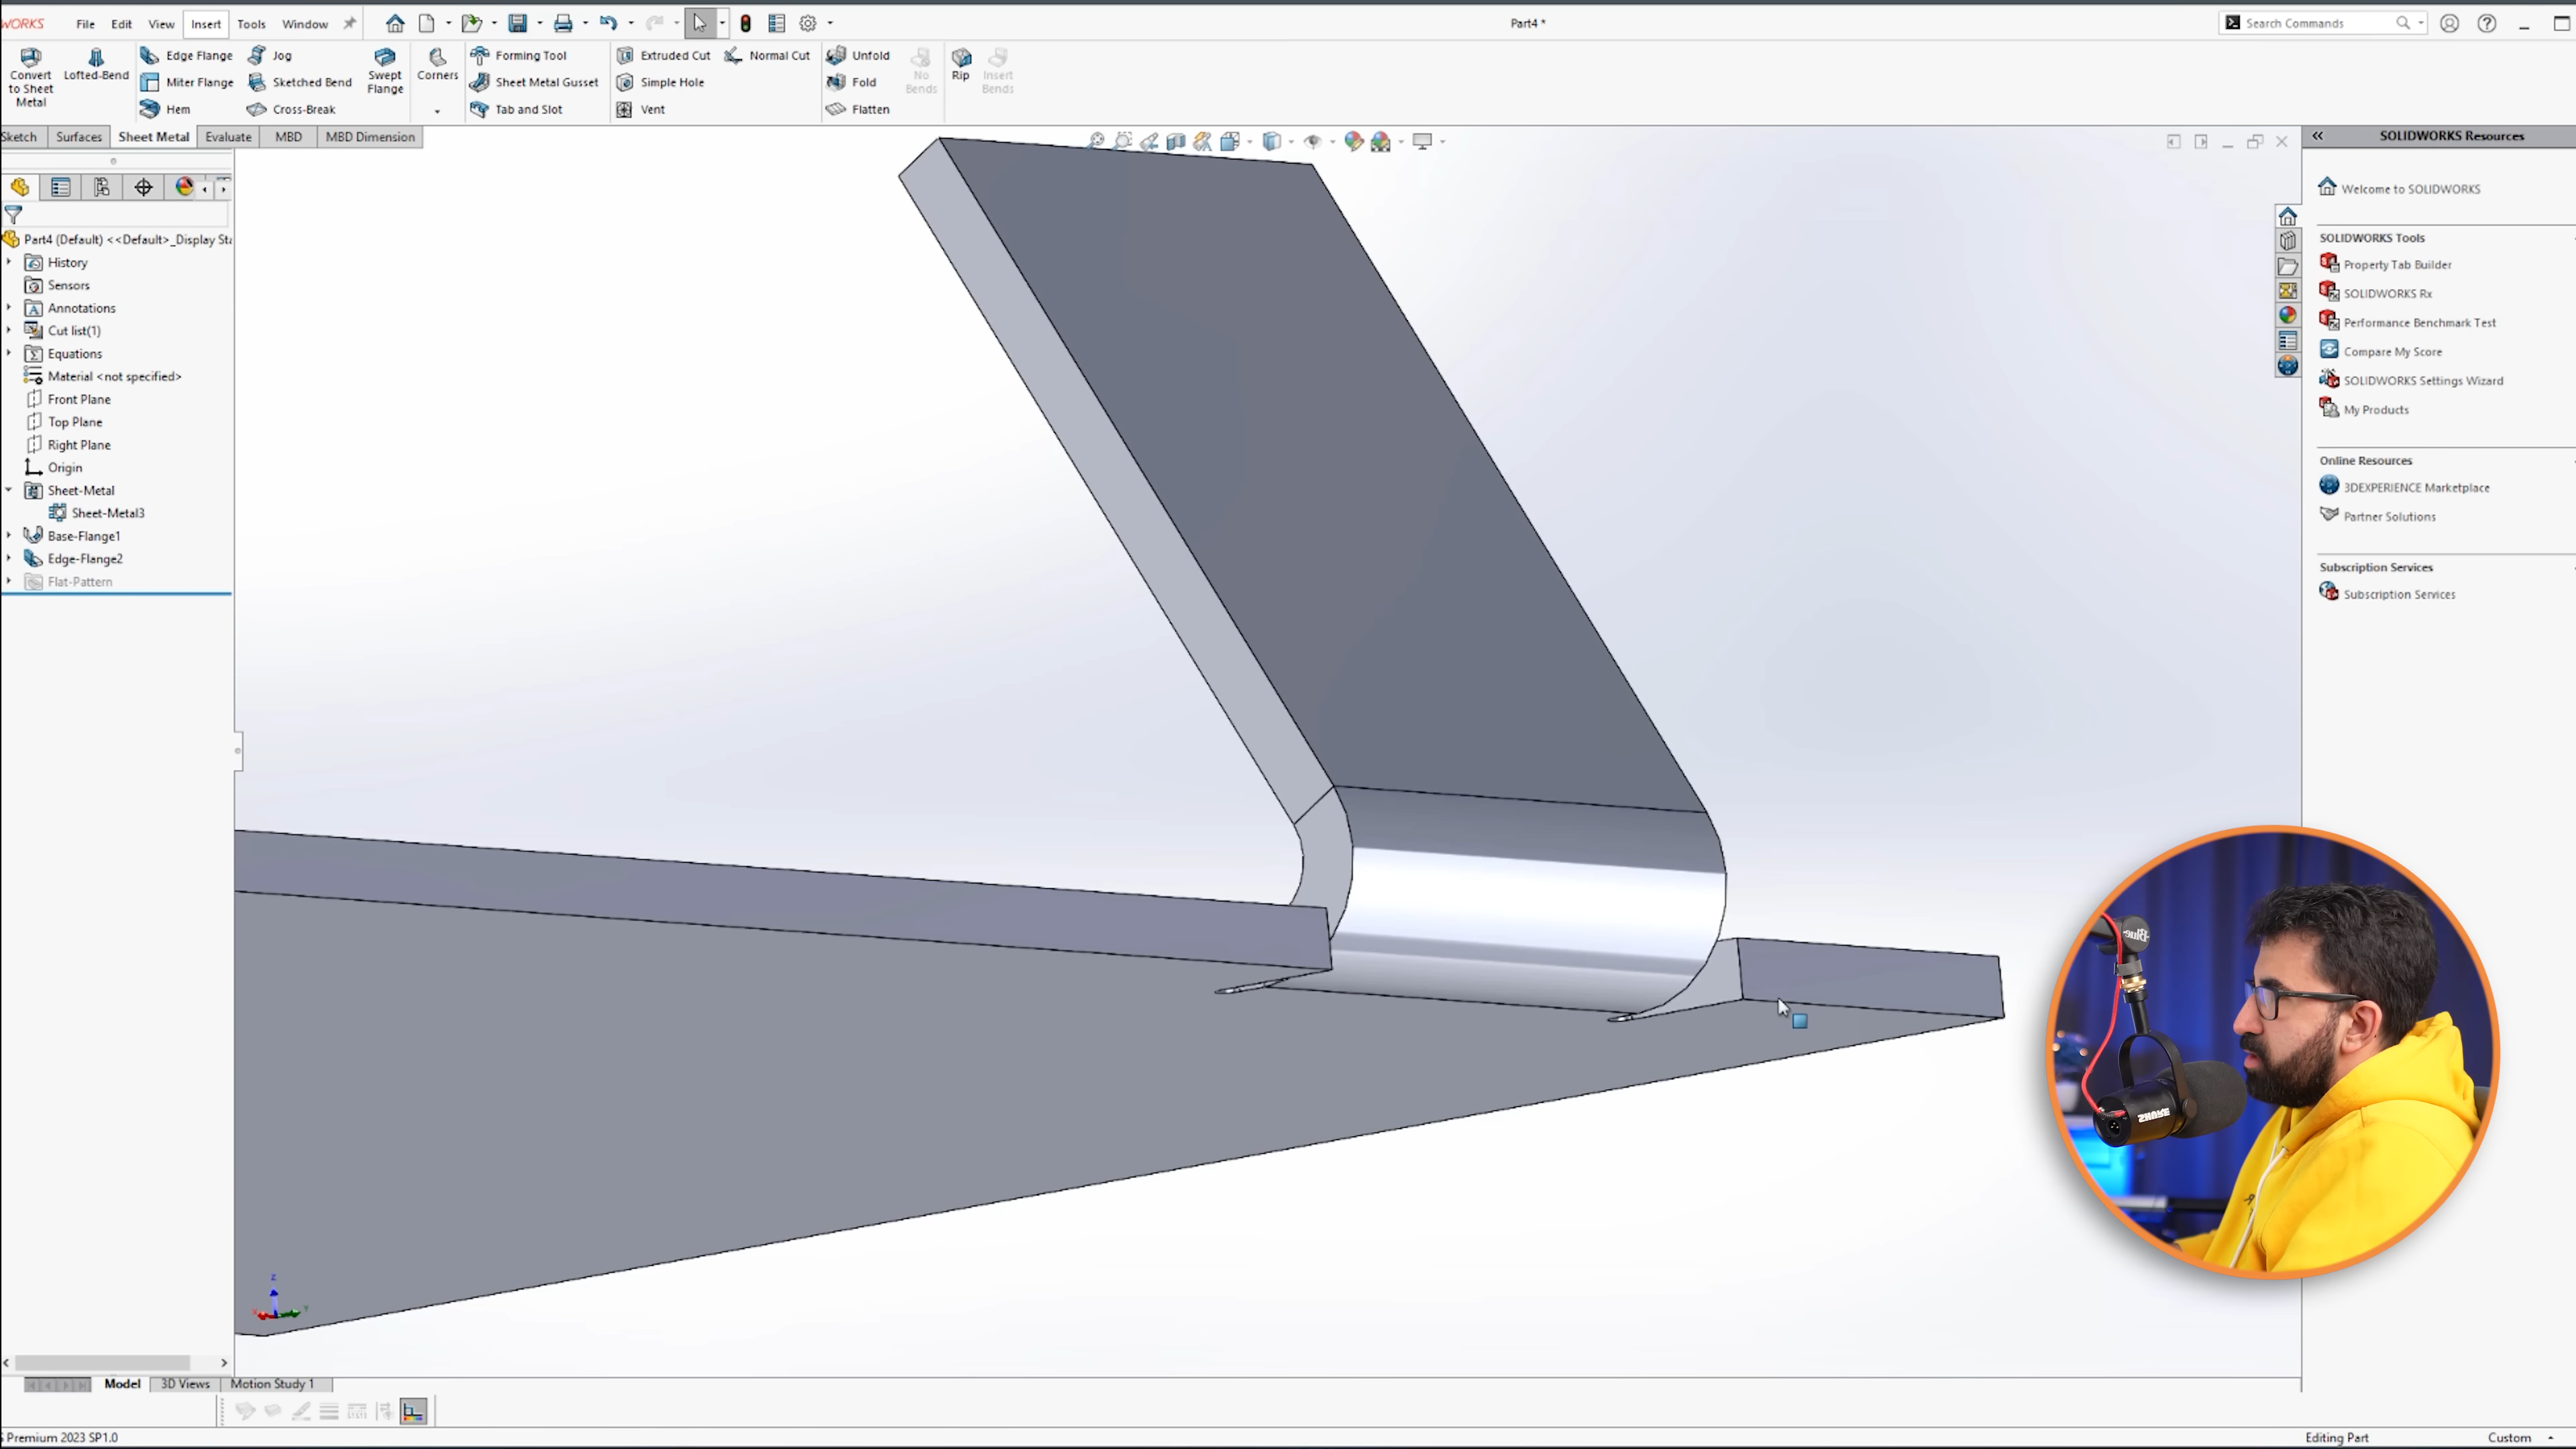 WORKS File Edit View Insert Tools Window Part4 * Search Commands
Convert to Sheet Metal
Lofted-Bend
Edge Flange
Miter Flange
Hem
Jog
Sketched Bend
Cross-Break
Swept Flange
Corners
Forming Tool
Sheet Metal Gusset
Tab and Slot
Extruded Cut
Simple Hole
Vent
Normal Cut
Unfold
Fold
Flatten
No Bends
Rip
Insert Bends
Sketch Surfaces Sheet Metal Evaluate MBD MBD Dimension
Part4 (Default) <<Default>_Display Sta
History
Sensors
Annotations
Cut list(1)
Equations
Material <not specified>
Front Plane
Top Plane
Right Plane
Origin
Sheet-Metal
Sheet-Metal3
Base-Flange1
Edge-Flange2
Flat-Pattern
SOLIDWORKS Resources
Welcome to SOLIDWORKS
SOLIDWORKS Tools
Property Tab Builder
SOLIDWORKS Rx
Performance Benchmark Test
Compare My Score
SOLIDWORKS Settings Wizard
My Products
Online Resources
3DEXPERIENCE Marketplace
Partner Solutions
Subscription Services
Subscription Services
Blue
SHURE
Z
Model 3D Views Motion Study 1
S Premium 2023 SP1.0
Editing Part
Custom